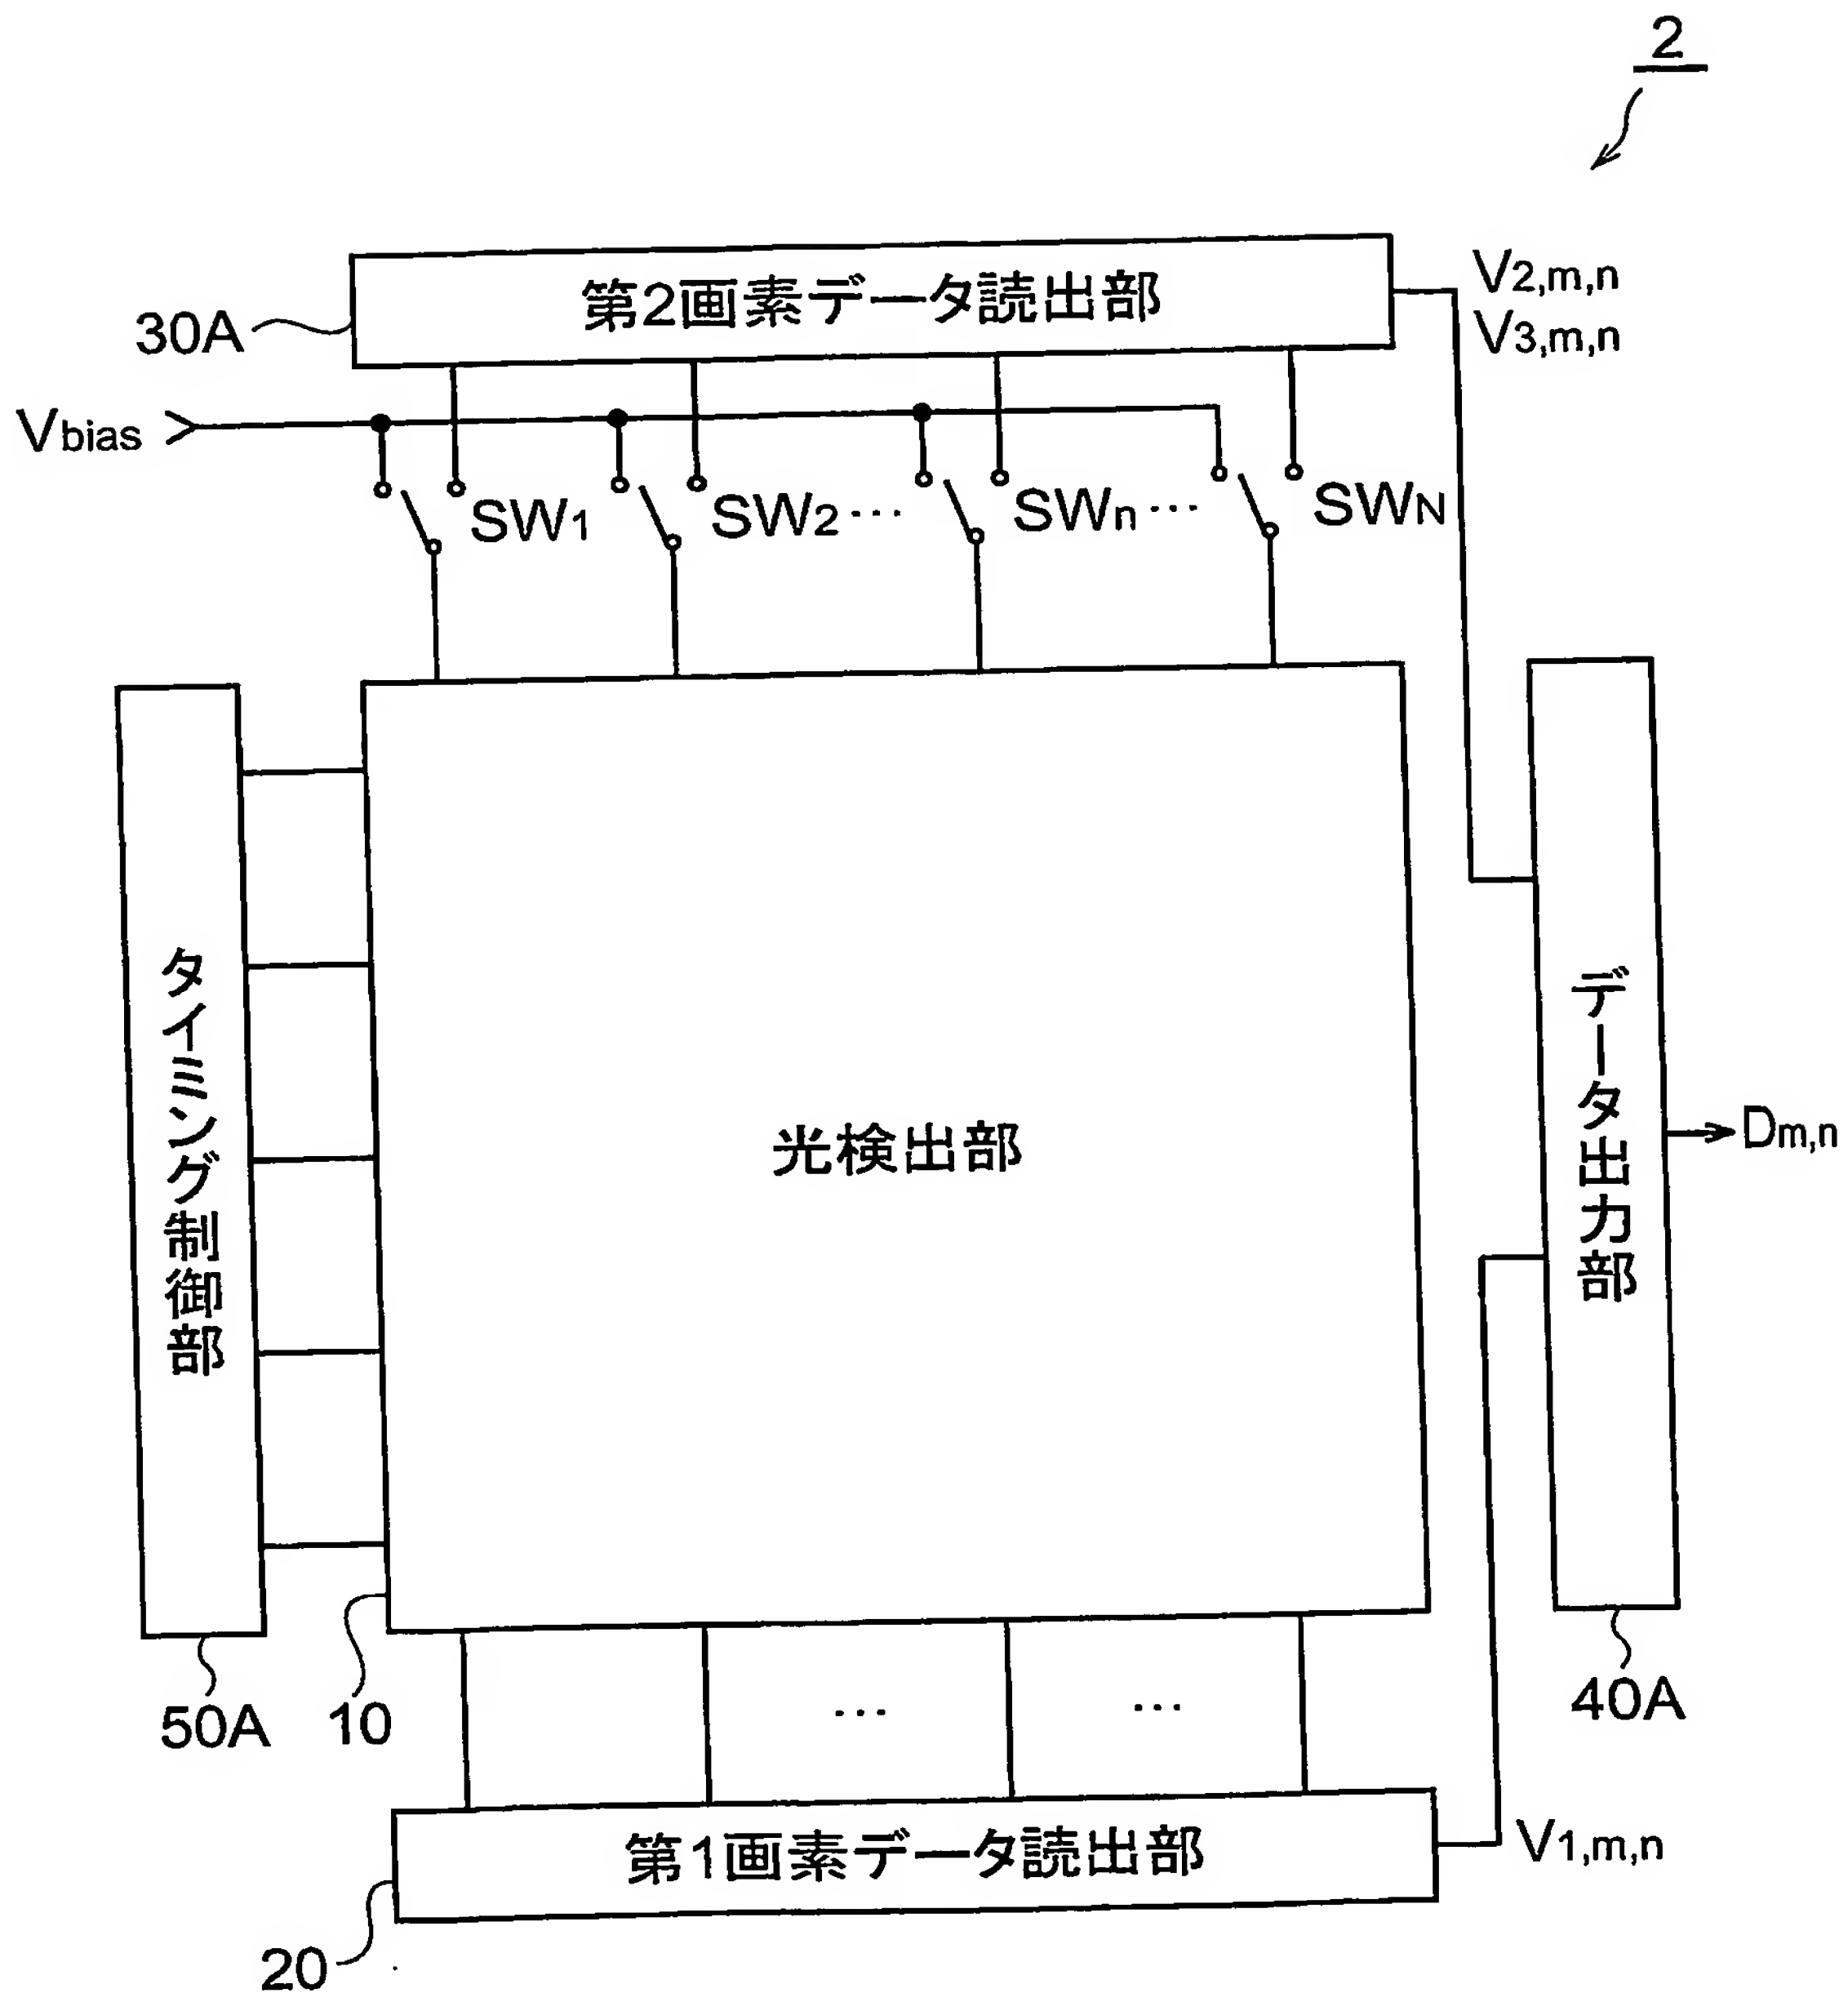 2
第2画素データ読出部
V2,m,n
V3,m,n
30A
Vbias
SW1
SW2
...
SWn
...
SWN
タイミング制御部
光検出部
データ出力部
Dm,n
50A
10
40A
...
...
第1画素データ読出部
V1,m,n
20